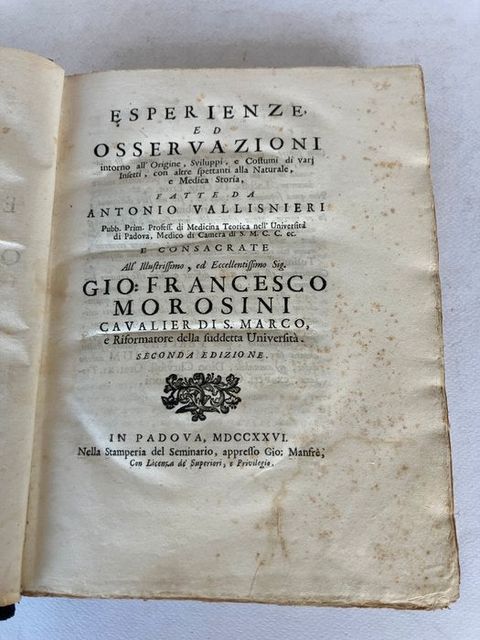 ESPERIENZE,
ED
OSSERVAZIONI
intorno all' Origine, Sviluppi, e Costumi di varj
Insetti, con altre spettanti alla Naturale,
e Medica Storia,
FATTE DA
ANTONIO VALLISNIERI
Pubb. Prim. Profess. di Medicina Teorica nell' Università
di Padova, Medico di Camera di S. M. C. C. ec.
E CONSACRATE
All' Illustrissimo, ed Eccellentissimo Sig.
GIO: FRANCESCO
MOROSINI
CAVALIER DI S. MARCO,
e Riformatore della suddetta Università.
SECONDA EDIZIONE.
IN PADOVA, MDCCXXVI.
Nella Stamperia del Seminario, appresso Gio: Manfrè,
Con Licenza de' Superiori, e Privilegio.